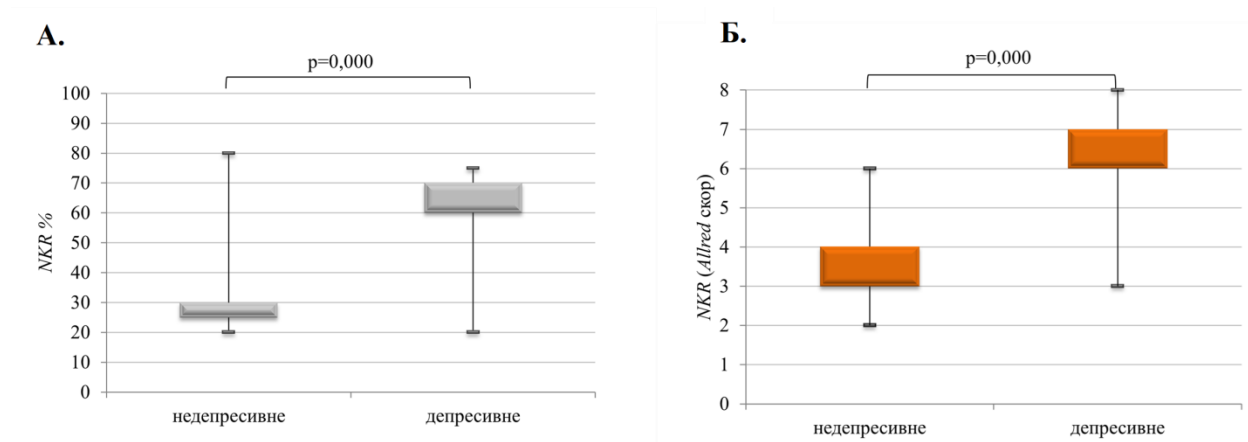 А.
p=0,000
100
90
80
70
60
50
40
30
20
10
0
NKR %
недепресивне
депресивне
Б.
p=0,000
8
7
6
5
4
3
2
1
0
NKR (Allred скор)
недепресивне
депресивне